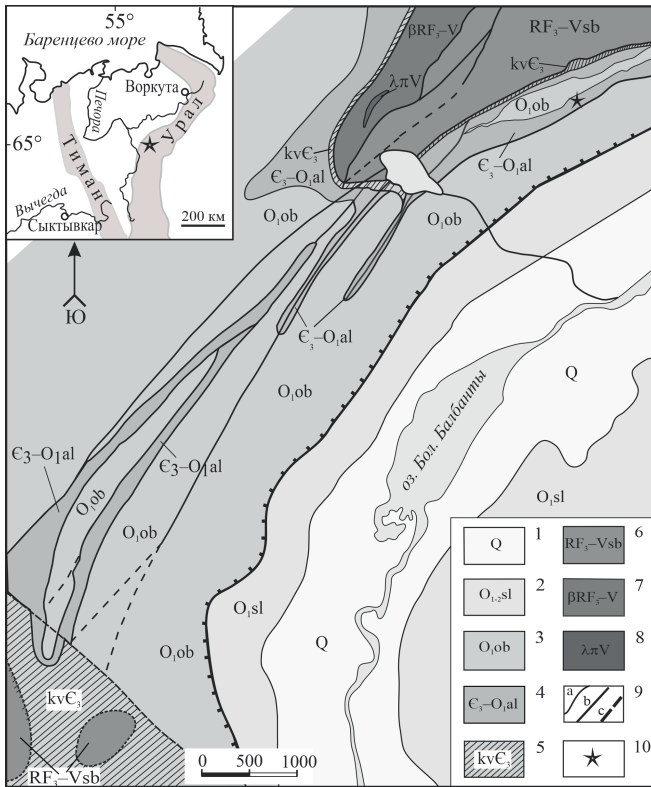 55°
Баренцево море
Воркута
Печора
Урал
65°
Тиман
Вычегда
Сыктывкар
200 км
Ю
βRF₃–V
RF₃–Vsb
λπV
kvЄ₃
O₁ob
Є₃–O₁al
kvЄ₃
Є₃–O₁al
O₁ob
O₁ob
Є₃–O₁al
O₁ob
Q
оз. Бол. Балбанты
Є3–O1al
Є3–O1al
O₁ob
O₁ob
O₁sl
O₁sl
Q
O₁ob
kvЄ₃
RF₃–Vsb
0 500 1000
Q 1
O₁₋₂sl 2
O₁ob 3
Є₃–O₁al 4
kvЄ₃ 5
RF₃–Vsb 6
βRF₃–V 7
λπV 8
a b c 9
10